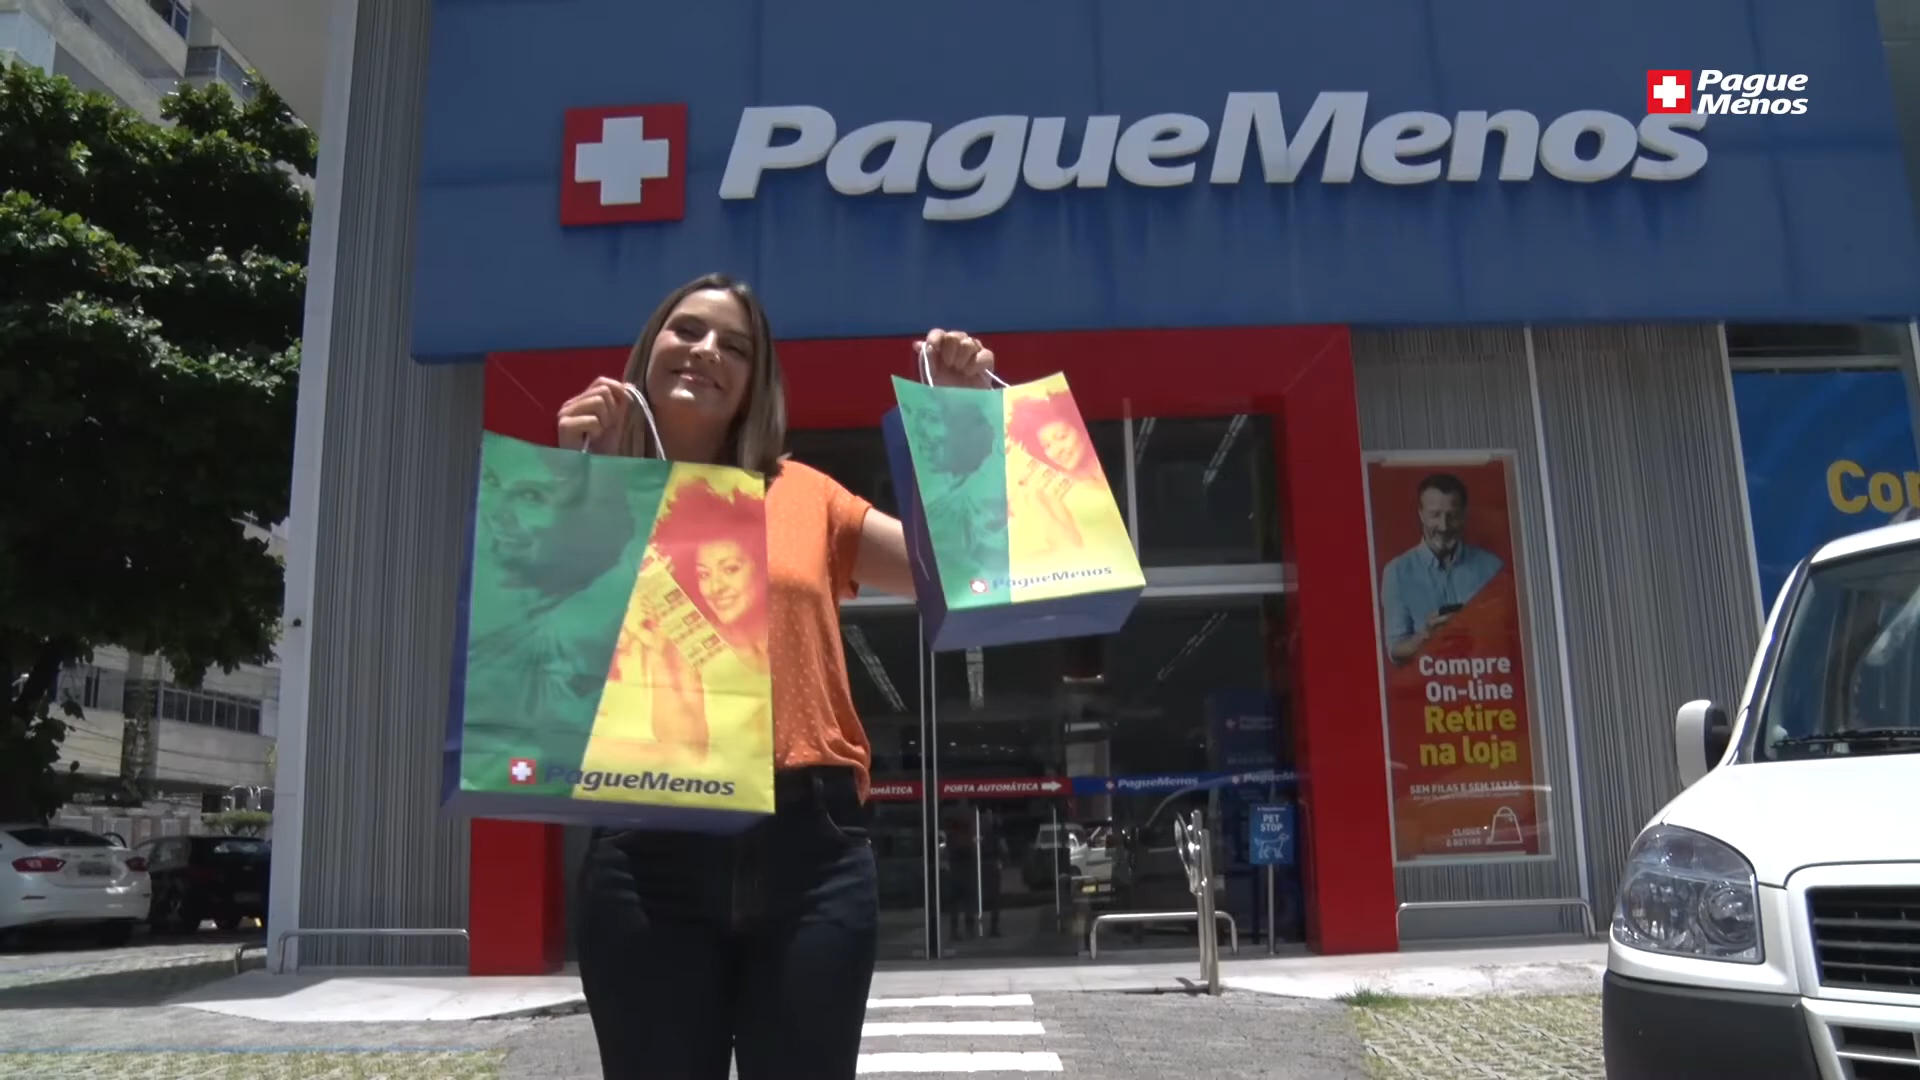 Pague
Menos
PagueMenos
PagueMenos
PagueMenos
Compre
On-line
Retire
na loja
SEM FILAS E SEM TAXAS
CLIQUE
E RETIRE
PORTA AUTOMÁTICA
PagueMenos
PagueM
PET
STOP